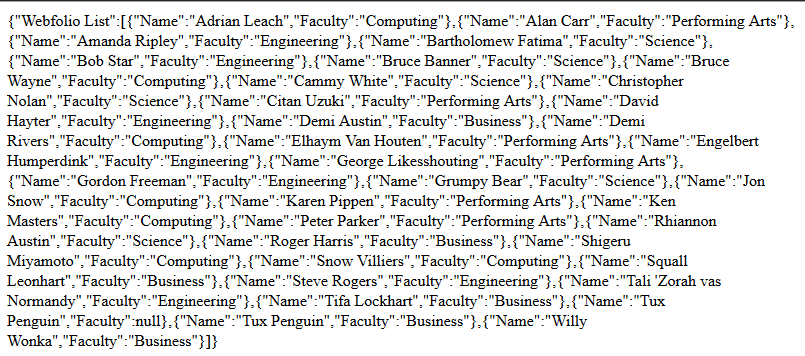 {"Webfolio List":[{"Name":"Adrian Leach","Faculty":"Computing"},{"Name":"Alan Carr","Faculty":"Performing Arts"},
{"Name":"Amanda Ripley","Faculty":"Engineering"},{"Name":"Bartholomew Fatima","Faculty":"Science"},
{"Name":"Bob Star","Faculty":"Engineering"},{"Name":"Bruce Banner","Faculty":"Science"},{"Name":"Bruce
Wayne","Faculty":"Computing"},{"Name":"Cammy White","Faculty":"Science"},{"Name":"Christopher
Nolan","Faculty":"Science"},{"Name":"Citan Uzuki","Faculty":"Performing Arts"},{"Name":"David
Hayter","Faculty":"Engineering"},{"Name":"Demi Austin","Faculty":"Business"},{"Name":"Demi
Rivers","Faculty":"Computing"},{"Name":"Elhaym Van Houten","Faculty":"Performing Arts"},{"Name":"Engelbert
Humperdink","Faculty":"Engineering"},{"Name":"George Likesshouting","Faculty":"Performing Arts"},
{"Name":"Gordon Freeman","Faculty":"Engineering"},{"Name":"Grumpy Bear","Faculty":"Science"},{"Name":"Jon
Snow","Faculty":"Computing"},{"Name":"Karen Pippen","Faculty":"Performing Arts"},{"Name":"Ken
Masters","Faculty":"Computing"},{"Name":"Peter Parker","Faculty":"Performing Arts"},{"Name":"Rhiannon
Austin","Faculty":"Science"},{"Name":"Roger Harris","Faculty":"Business"},{"Name":"Shigeru
Miyamoto","Faculty":"Computing"},{"Name":"Snow Villiers","Faculty":"Computing"},{"Name":"Squall
Leonhart","Faculty":"Business"},{"Name":"Steve Rogers","Faculty":"Engineering"},{"Name":"Tali 'Zorah vas
Normandy","Faculty":"Engineering"},{"Name":"Tifa Lockhart","Faculty":"Business"},{"Name":"Tux
Penguin","Faculty":null},{"Name":"Tux Penguin","Faculty":"Business"},{"Name":"Willy
Wonka","Faculty":"Business"}]}